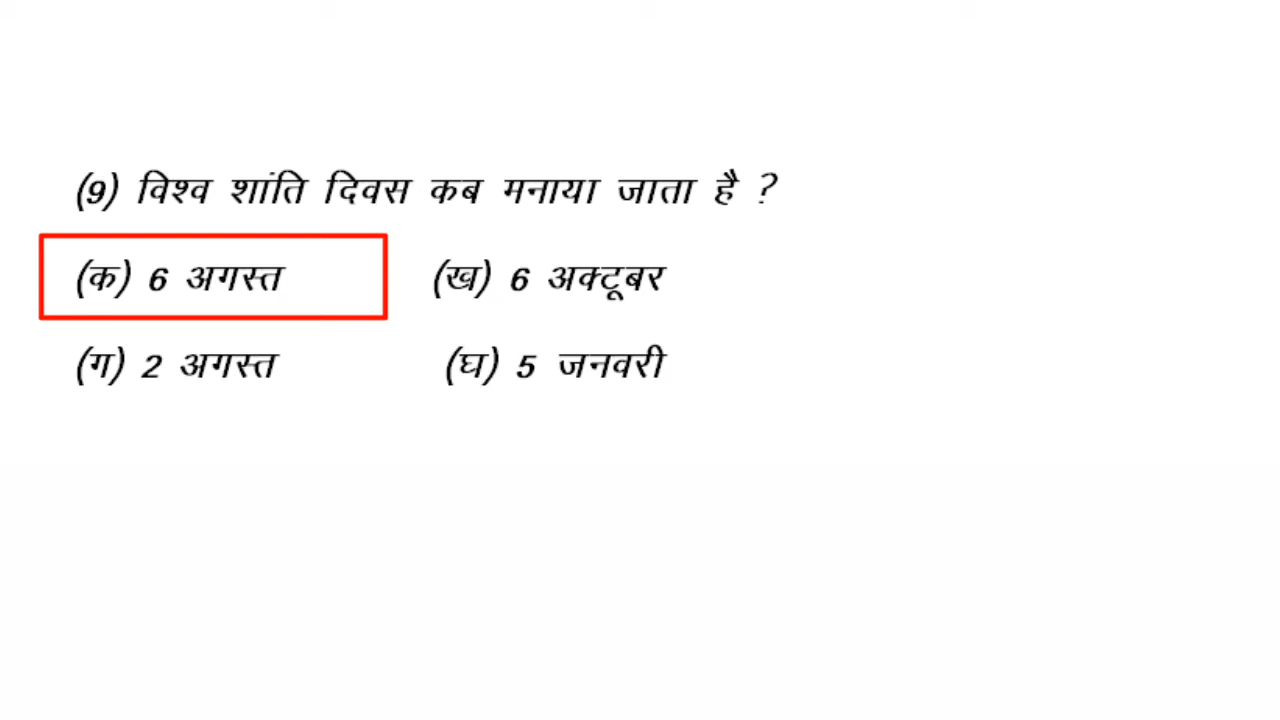 (9) विश्व शांति दिवस कब मनाया जाता है ?
(क) 6 अगस्त (ख) 6 अक्टूबर
(ग) 2 अगस्त (घ) 5 जनवरी